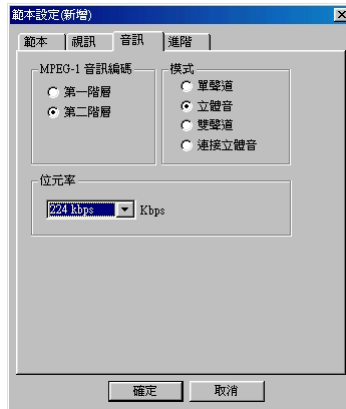 範本設定(新增)
範本 視訊 音訊 進階
MPEG-1 音訊編碼
第一階層
第二階層
模式
單聲道
立體音
雙聲道
連接立體音
位元率
224 kbps Kbps
確定 取消